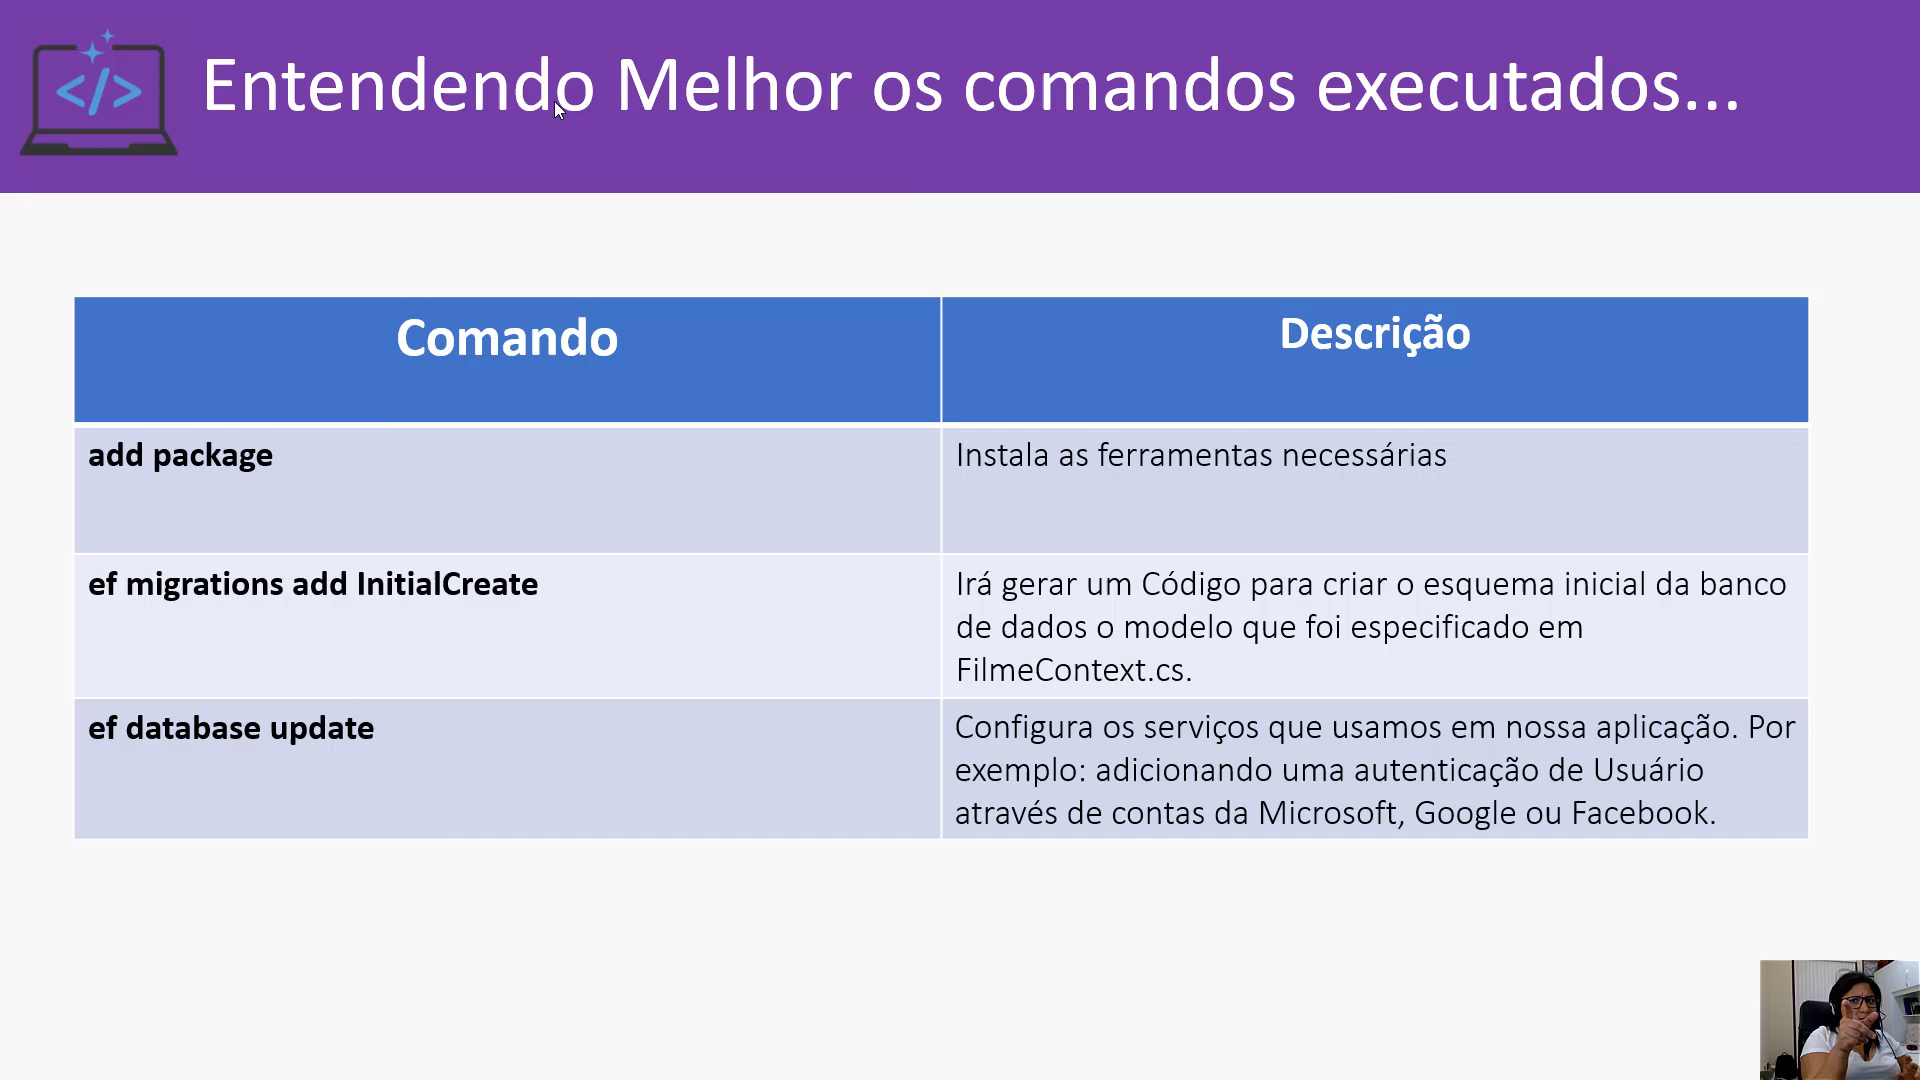 </>
Entendendo Melhor os comandos executados...
Comando
Descrição
add package
Instala as ferramentas necessárias
ef migrations add InitialCreate
Irá gerar um Código para criar o esquema inicial da banco
de dados o modelo que foi especificado em
FilmeContext.cs.
ef database update
Configura os serviços que usamos em nossa aplicação. Por
exemplo: adicionando uma autenticação de Usuário
através de contas da Microsoft, Google ou Facebook.